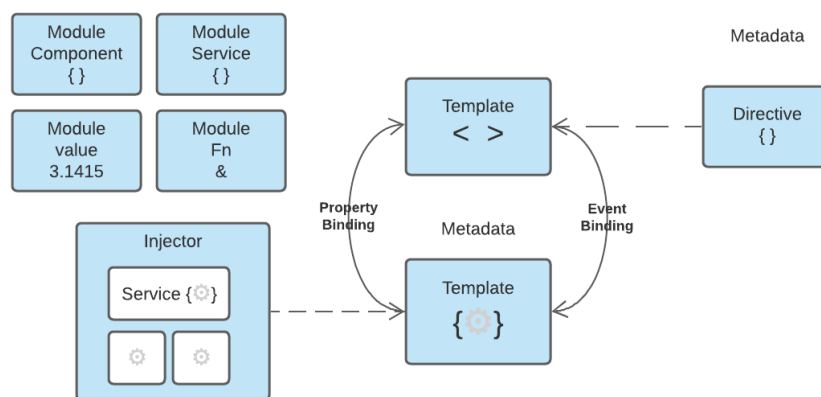 Module
Component
{ }
Module
Service
{ }
Module
value
3.1415
Module
Fn
&
Metadata
Template
< >
Directive
{ }
Property
Binding
Event
Binding
Metadata
Injector
Service { }
Template
{ }